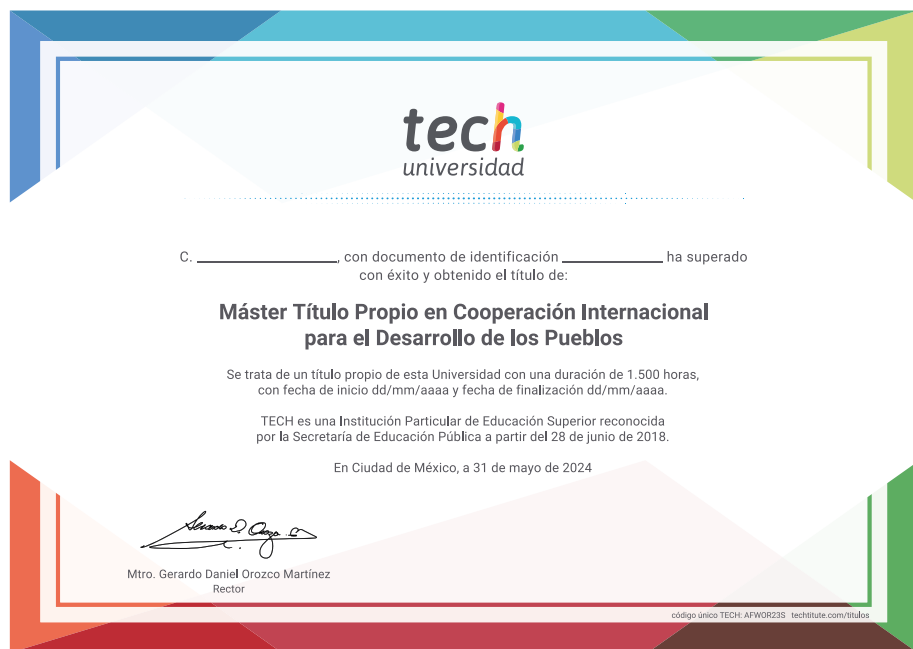 tech
universidad
C. ____________, con documento de identificación ____________ ha superado
con éxito y obtenido el título de:
Máster Título Propio en Cooperación Internacional
para el Desarrollo de los Pueblos
Se trata de un título propio de esta Universidad con una duración de 1.500 horas,
con fecha de inicio dd/mm/aaaa y fecha de finalización dd/mm/aaaa.
TECH es una Institución Particular de Educación Superior reconocida
por la Secretaría de Educación Pública a partir del 28 de junio de 2018.
En Ciudad de México, a 31 de mayo de 2024
Mtro. Gerardo Daniel Orozco Martínez
Rector
código único TECH: AFWOR23S techtitute.com/titulos